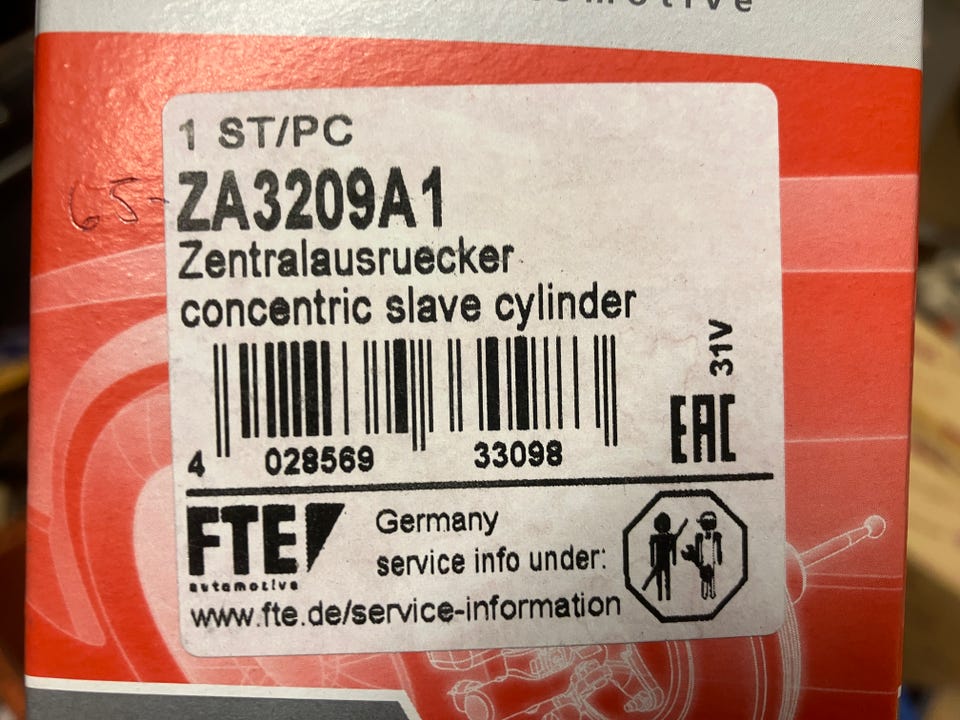 1 ST/PC
65-
ZA3209A1
Zentralausruecker
concentric slave cylinder
31V
EAC
4 028569 33098
FTE
automotive
Germany
service info under:
www.fte.de/service-information